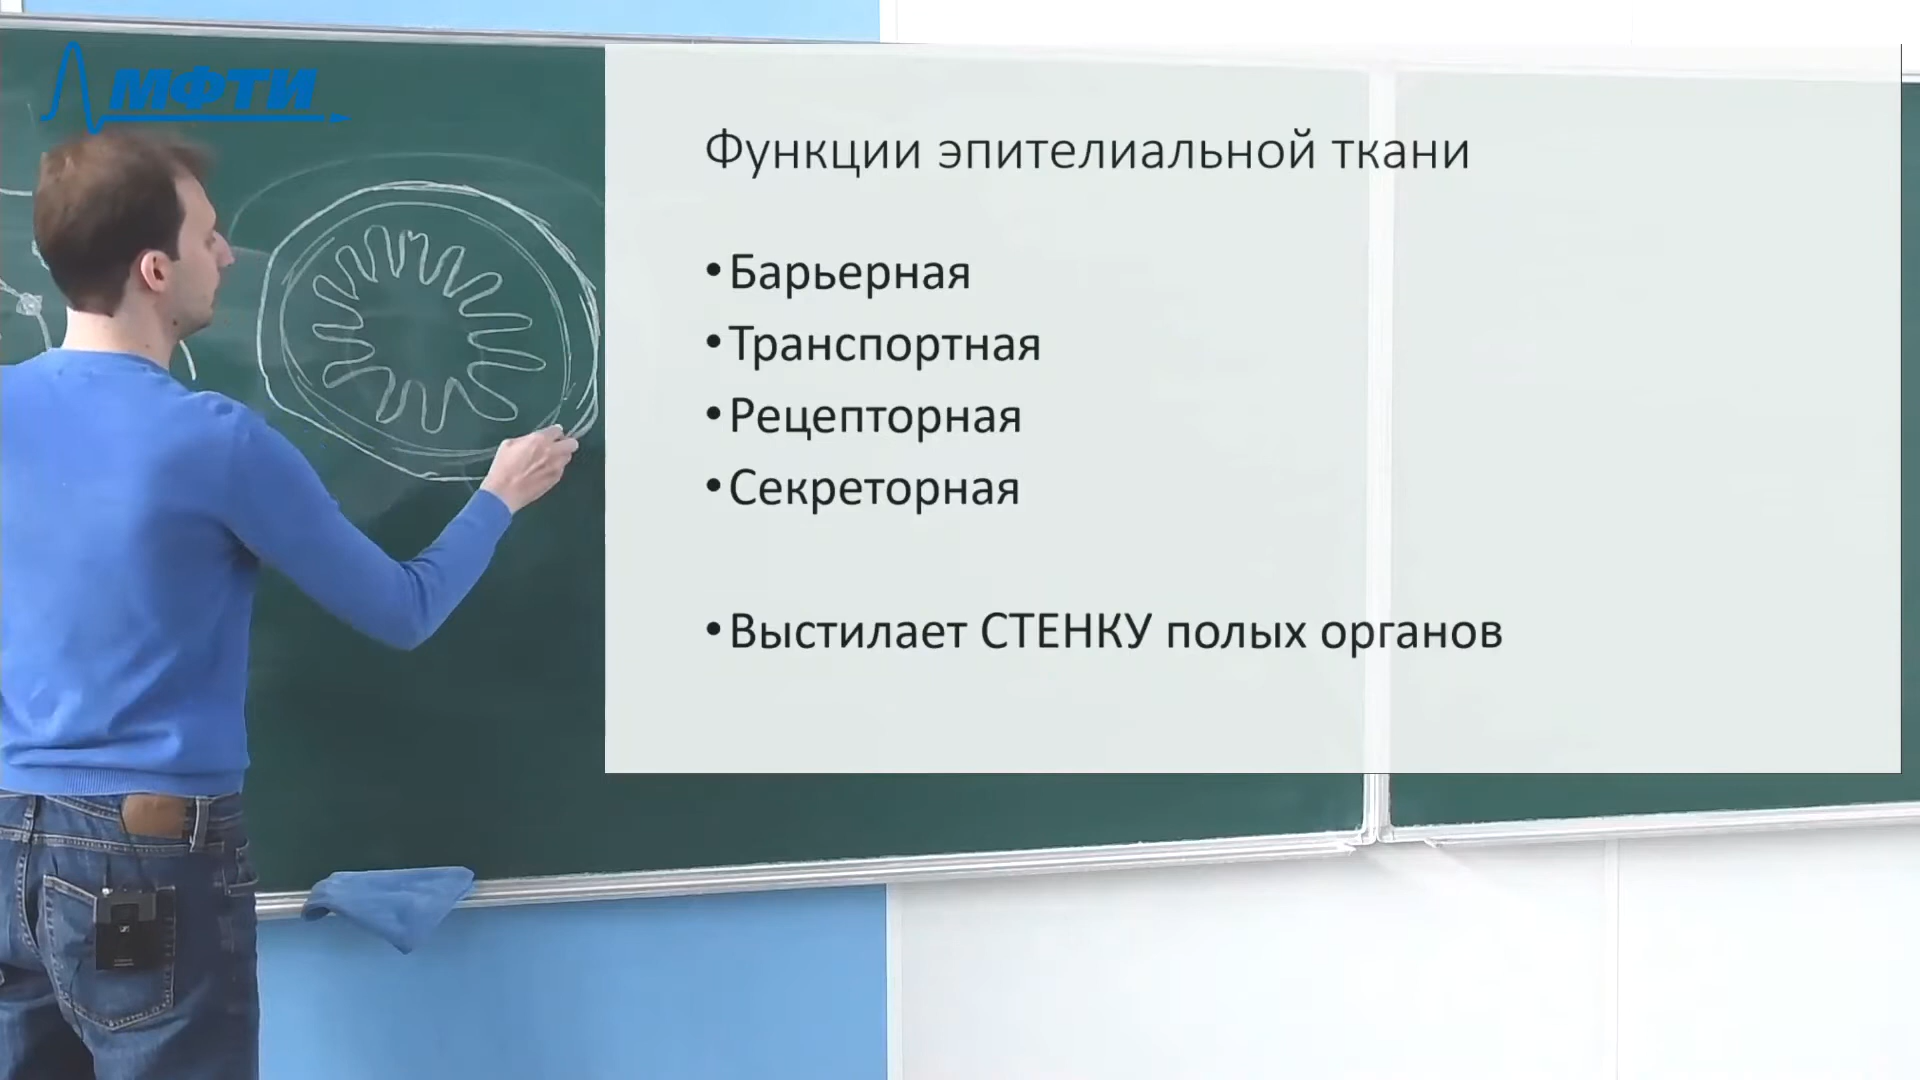 МФТИ
Функции эпителиальной ткани
• Барьерная
• Транспортная
• Рецепторная
• Секреторная
• Выстилает СТЕНКУ полых органов